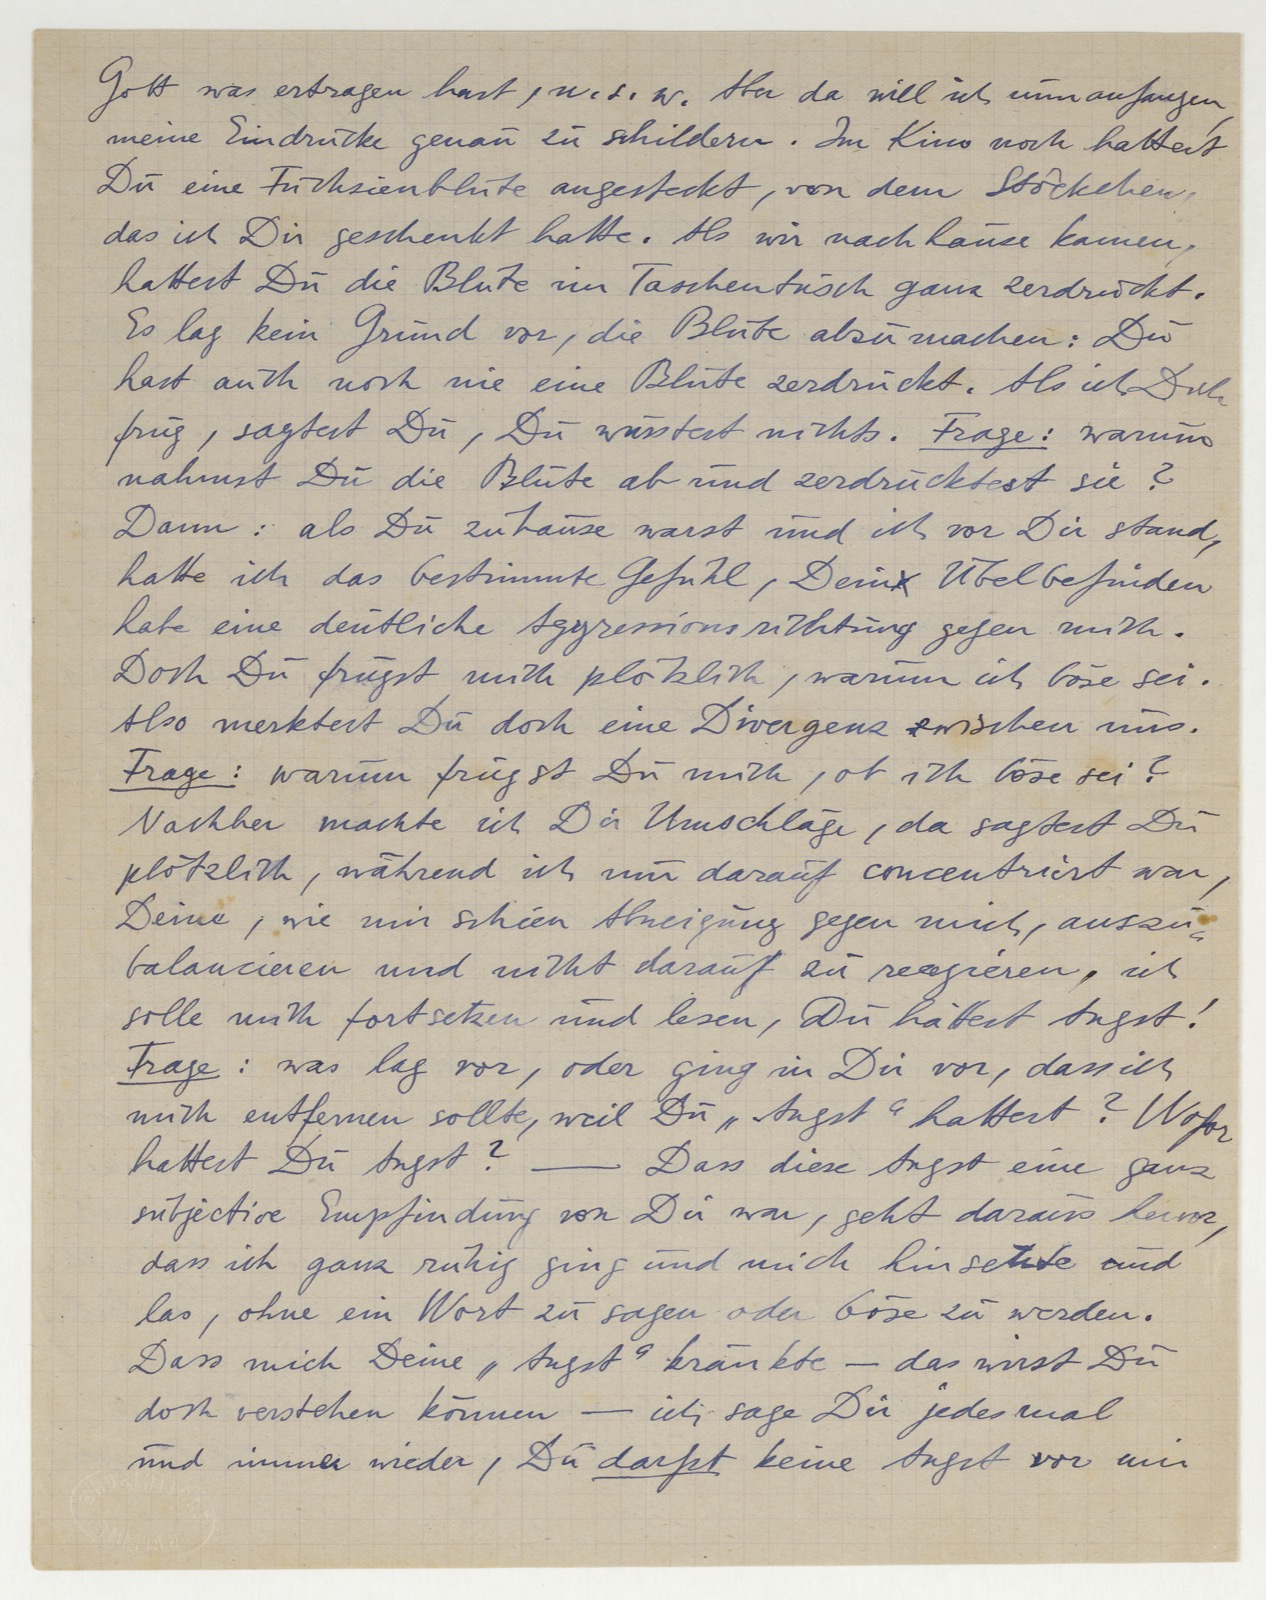 Gott was ertragen hast, u.s.w. Aber da will ich nun anfangen,
meine Eindrücke genau zu schildern. Im Kino noch hattest
Du eine Fuchsienblüte angesteckt, von dem Stöckchen,
das ich Dir geschenkt hatte. Als wir nachhause kamen,
hattest Du die Blüte im Taschentuch ganz zerdrückt.
Es lag kein Grund vor, die Blüte abzumachen: Du
hast auch noch nie eine Blüte zerdrückt. Als ich Dich
frug, sagtest Du, Du wusstest nichts. Frage: warum
nahmst Du die Blüte ab und zerdrücktest sie?
Dann: als Du zuhause warst und ich vor Dir stand,
hatte ich das bestimmte Gefühl, Dein Übelbefinden
habe eine deutliche Aggressionsrichtung gegen mich.
Doch Du frugst mich plötzlich, warum ich böse sei.
Also merktest Du doch eine Divergenz zwischen uns.
Frage: warum frugst Du mich, ob ich böse sei?
Nachher machte ich Dir Umschläge, da sagtest Du
plötzlich, während ich nur darauf concentriert war,
Deine, wie mir schien Abneigung gegen mich, auszu-
balancieren und nicht darauf zu reagieren, ich
solle mich fortsetzen und lesen, Du hättest Angst!
Frage: was lag vor, oder ging in Dir vor, dass ich
mich entfernen sollte, weil Du „Angst“ hattest? Wofor
hattest Du Angst? — Dass diese Angst eine ganz
subjective Empfindung von Dir war, geht daraus hervor,
dass ich ganz ruhig ging und mich hinsetzte und
las, ohne ein Wort zu sagen oder böse zu werden.
Dass mich Deine „Angst“ kränkte — das wirst Du
doch verstehen können — ich sage Dir jedesmal
und immer wieder, Du darfst keine Angst vor mir